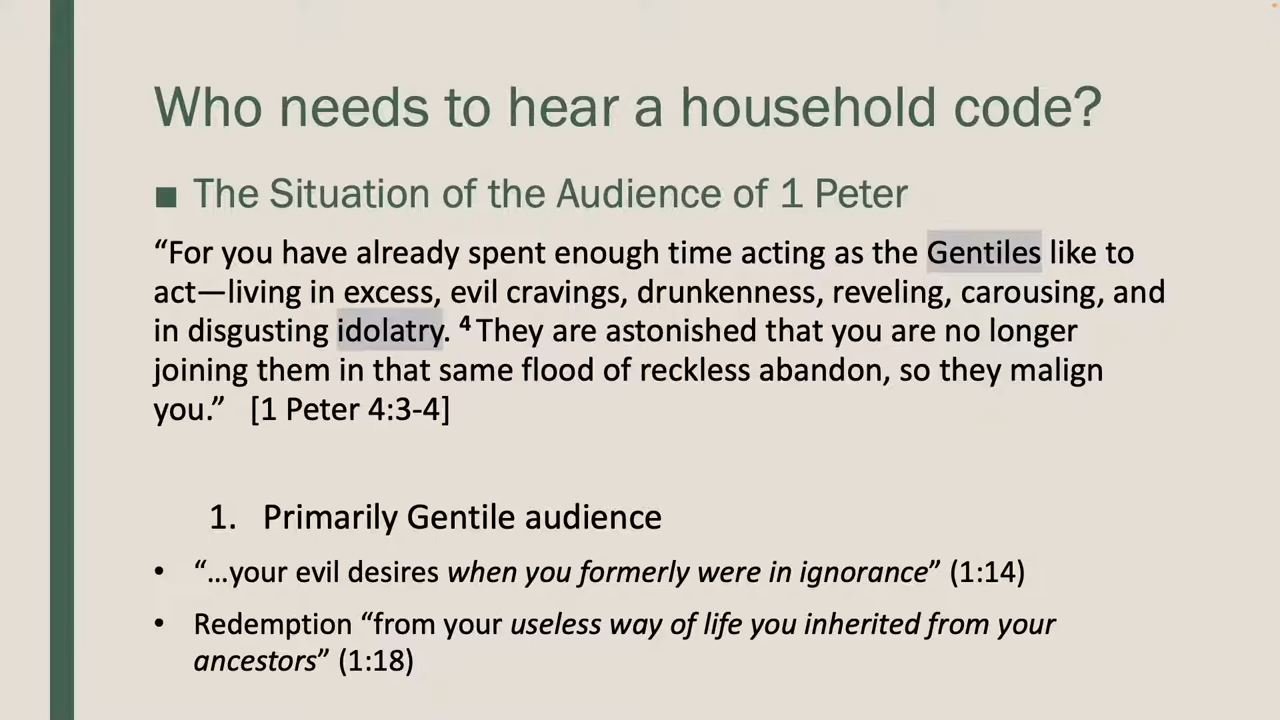 Who needs to hear a household code?
■ The Situation of the Audience of 1 Peter
“For you have already spent enough time acting as the Gentiles like to
act—living in excess, evil cravings, drunkenness, reveling, carousing, and
in disgusting idolatry. ⁴ They are astonished that you are no longer
joining them in that same flood of reckless abandon, so they malign
you.” [1 Peter 4:3-4]
1. Primarily Gentile audience
• “…your evil desires when you formerly were in ignorance” (1:14)
• Redemption “from your useless way of life you inherited from your
ancestors” (1:18)